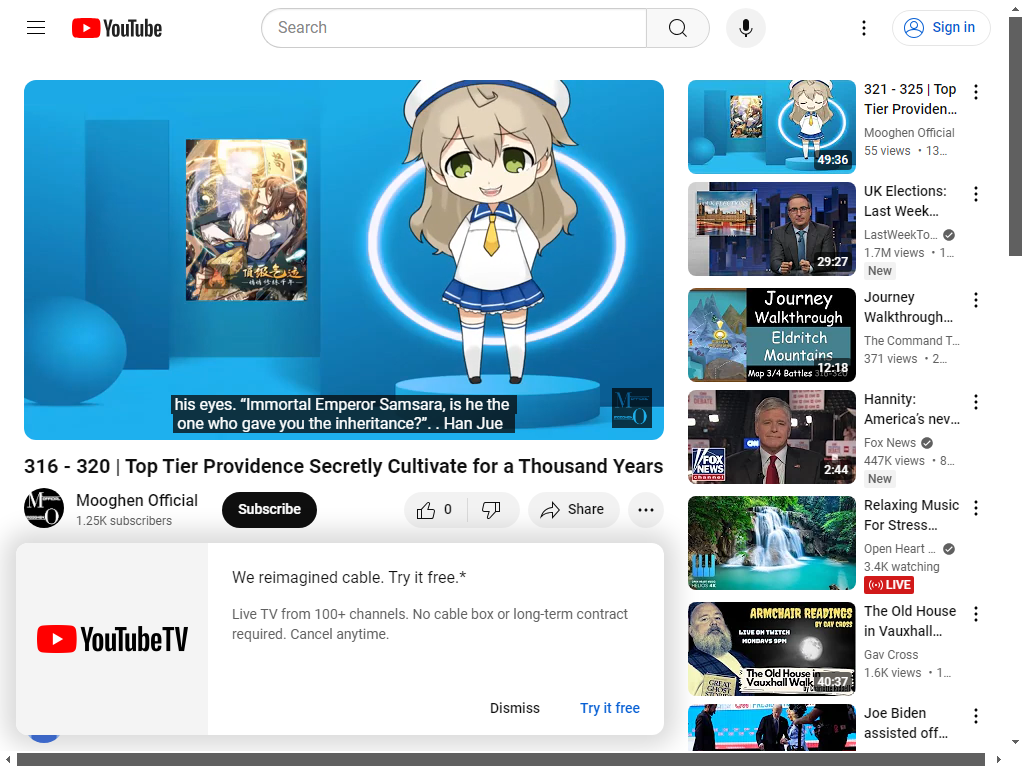 YouTube
Search
Sign in
his eyes. “Immortal Emperor Samsara, is he the
one who gave you the inheritance?”. . Han Jue
316 - 320 | Top Tier Providence Secretly Cultivate for a Thousand Years
Mooghen Official
1.25K subscribers
Subscribe
0
Share
We reimagined cable. Try it free.*
Live TV from 100+ channels. No cable box or long-term contract
required. Cancel anytime.
YouTubeTV
Dismiss
Try it free
49:36
321 - 325 | Top
Tier Providen...
Mooghen Official
55 views • 13...
29:27
UK Elections:
Last Week...
LastWeekTo...
1.7M views • 1...
New
Journey
Walkthrough
Eldritch
Mountains
Map 3/4 Battles
12:18
Journey
Walkthrough...
The Command T...
371 views • 2...
FOX
NEWS
channel
2:44
Hannity:
America’s nev...
Fox News
447K views • 8...
New
Relaxing Music
For Stress...
Open Heart ...
3.4K watching
LIVE
ARMCHAIR READINGS
BY GAV CROSS
LIVE ON TWITCH
MONDAYS 9PM
GREAT
GHOST
The Old House in
Vauxhall Walk
40:37
The Old House
in Vauxhall...
Gav Cross
1.6K views • 1...
Joe Biden
assisted off...